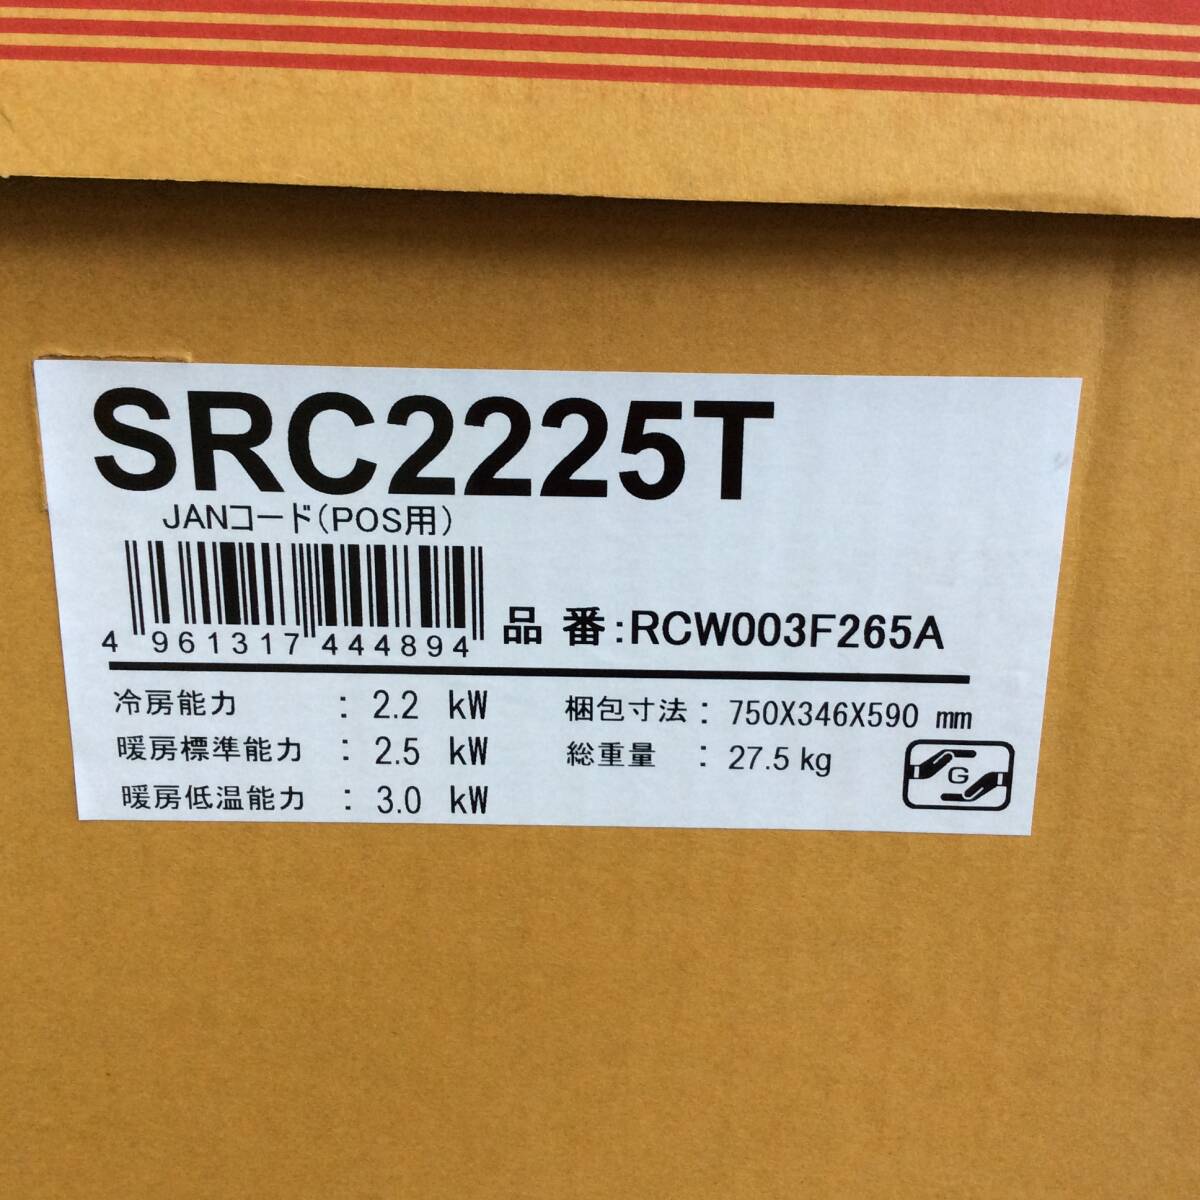 SRC2225T
JANコード(POS用)
4 961317 444894
品 番:RCW003F265A
冷房能力 : 2.2 kW
暖房標準能力 : 2.5 kW
暖房低温能力 : 3.0 kW
梱包寸法 : 750X346X590 mm
総重量 : 27.5 kg
G